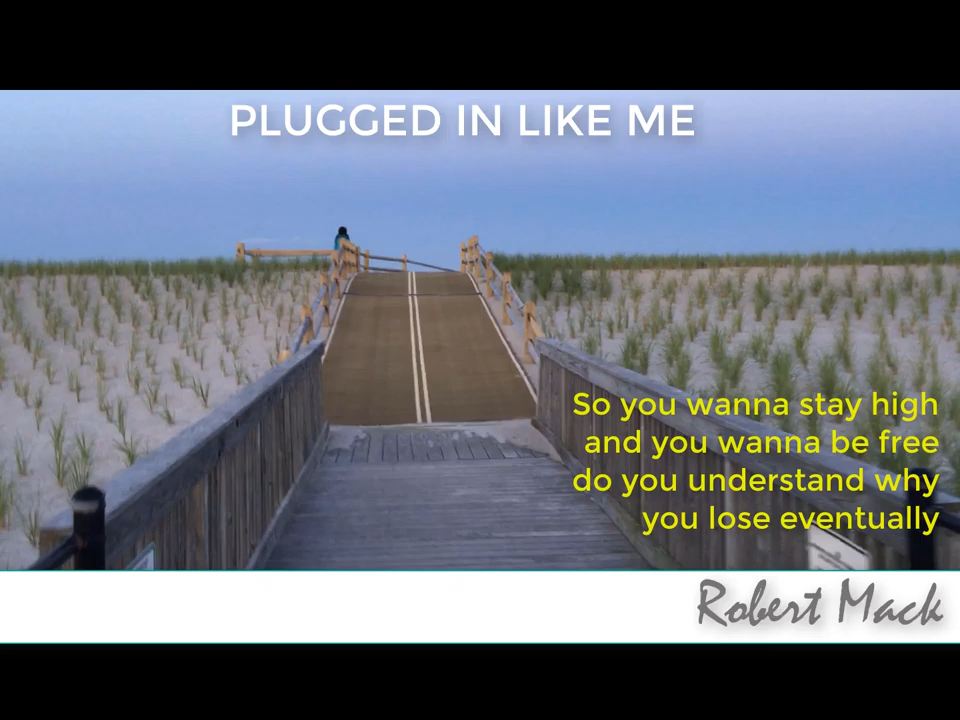 PLUGGED IN LIKE ME
So you wanna stay high
and you wanna be free
do you understand why
you lose eventually
Robert Mack